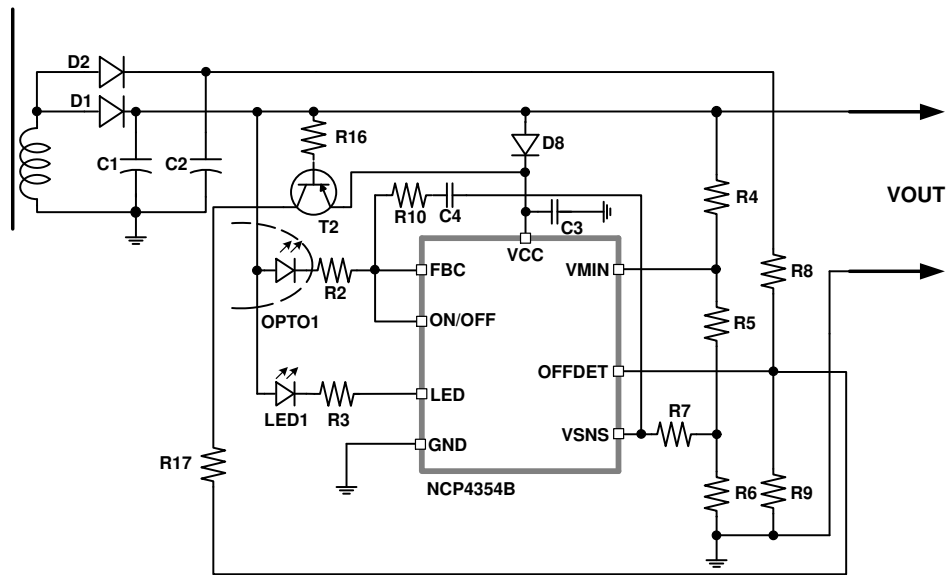 D2
D1
R16
D8
C1
C2
R4
VOUT
R10
C4
T2
C3
VCC
FBC
VMIN
R8
R2
OPTO1
ON/OFF
R5
OFFDET
LED
LED1
R3
R7
VSNS
GND
R17
NCP4354B
R6
R9